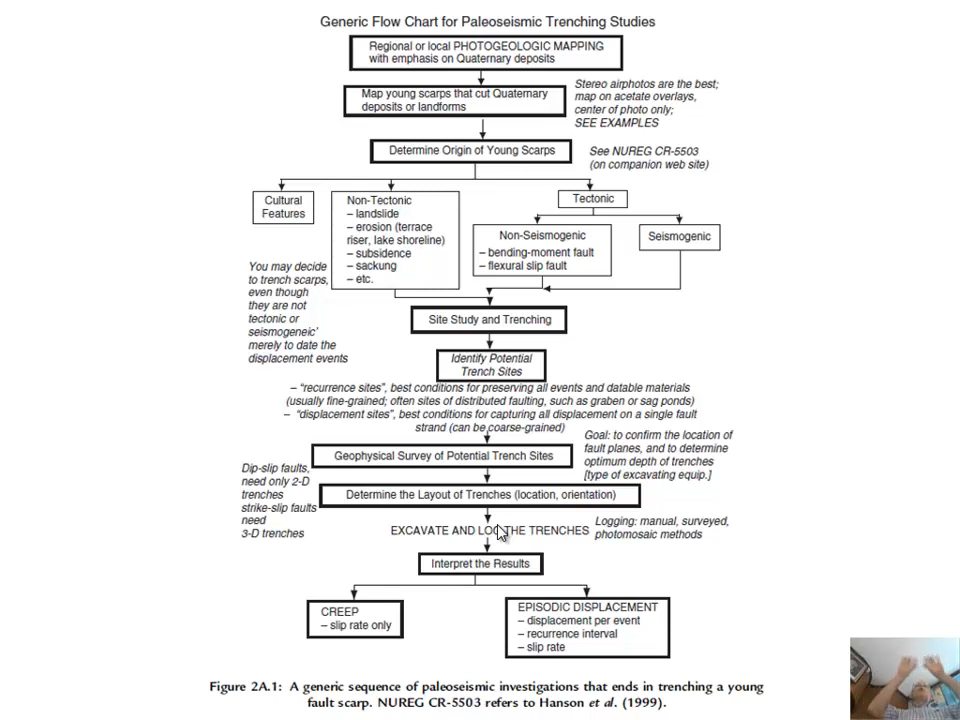 Generic Flow Chart for Paleoseismic Trenching Studies
Regional or local PHOTOGEOLOGIC MAPPING
with emphasis on Quaternary deposits
Map young scarps that cut Quaternary
deposits or landforms
Stereo airphotos are the best;
map on acetate overlays,
center of photo only;
SEE EXAMPLES
Determine Origin of Young Scarps
See NUREG CR-5503
(on companion web site)
Cultural
Features
Non-Tectonic
– landslide
– erosion (terrace
riser, lake shoreline)
– subsidence
– sackung
– etc.
Tectonic
Non-Seismogenic
– bending-moment fault
– flexural slip fault
Seismogenic
You may decide
to trench scarps,
even though
they are not
tectonic or
seismogeneic'
merely to date the
displacement events
Site Study and Trenching
Identify Potential
Trench Sites
– "recurrence sites", best conditions for preserving all events and datable materials
(usually fine-grained; often sites of distributed faulting, such as graben or sag ponds)
– "displacement sites", best conditions for capturing all displacement on a single fault
strand (can be coarse-grained)
Geophysical Survey of Potential Trench Sites
Goal: to confirm the location of
fault planes, and to determine
optimum depth of trenches
[type of excavating equip.]
Dip-slip faults,
need only 2-D
trenches
strike-slip faults
need
3-D trenches
Determine the Layout of Trenches (location, orientation)
EXCAVATE AND LOG THE TRENCHES
Logging: manual, surveyed,
photomosaic methods
Interpret the Results
CREEP
– slip rate only
EPISODIC DISPLACEMENT
– displacement per event
– recurrence interval
– slip rate
Figure 2A.1: A generic sequence of paleoseismic investigations that ends in trenching a young
fault scarp. NUREG CR-5503 refers to Hanson et al. (1999).